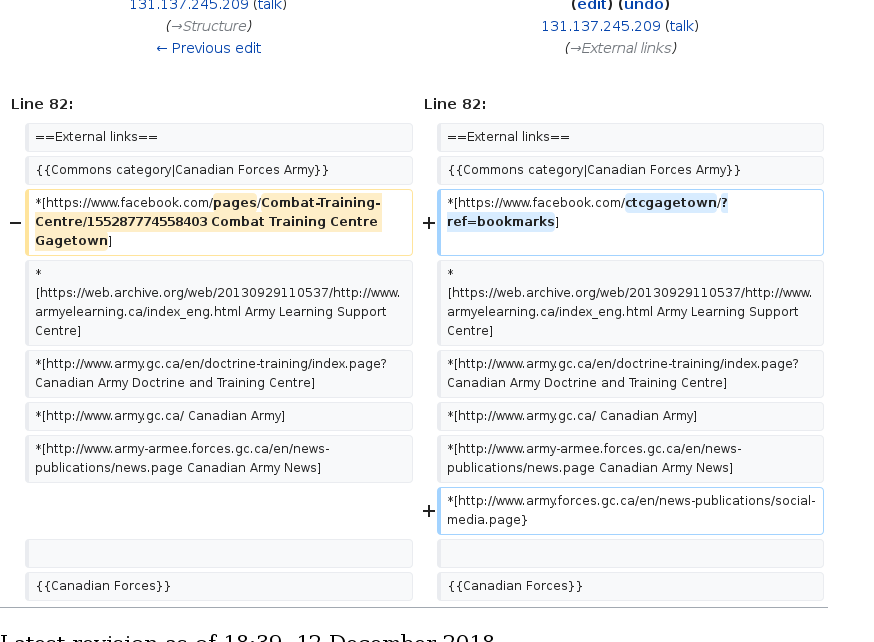 131.137.245.209 (talk)
(→Structure)
← Previous edit
(edit) (undo)
131.137.245.209 (talk)
(→External links)
Line 82:
Line 82:
==External links==
==External links==
{{Commons category|Canadian Forces Army}}
{{Commons category|Canadian Forces Army}}
− *[https://www.facebook.com/pages/Combat-Training-
Centre/155287774558403 Combat Training Centre
Gagetown]
+ *[https://www.facebook.com/ctcgagetown/?
ref=bookmarks]
*
[https://web.archive.org/web/20130929110537/http://www.
armyelearning.ca/index_eng.html Army Learning Support
Centre]
*
[https://web.archive.org/web/20130929110537/http://www.
armyelearning.ca/index_eng.html Army Learning Support
Centre]
*[http://www.army.gc.ca/en/doctrine-training/index.page?
Canadian Army Doctrine and Training Centre]
*[http://www.army.gc.ca/en/doctrine-training/index.page?
Canadian Army Doctrine and Training Centre]
*[http://www.army.gc.ca/ Canadian Army]
*[http://www.army.gc.ca/ Canadian Army]
*[http://www.army-armee.forces.gc.ca/en/news-
publications/news.page Canadian Army News]
*[http://www.army-armee.forces.gc.ca/en/news-
publications/news.page Canadian Army News]
+ *[http://www.army.forces.gc.ca/en/news-publications/social-
media.page}
{{Canadian Forces}}
{{Canadian Forces}}
Latest revision as of 18:39, 12 December 2018